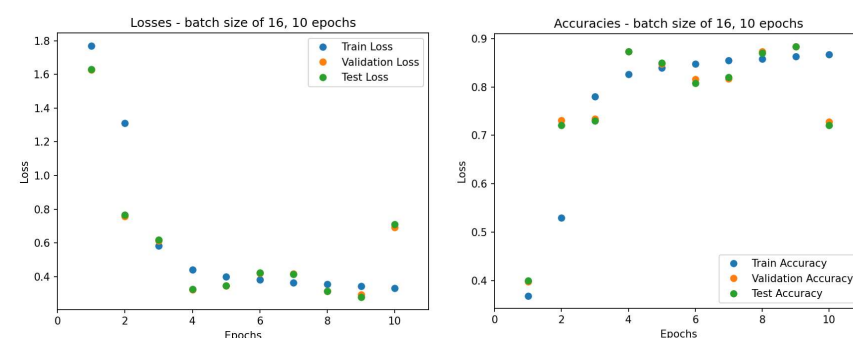 Losses - batch size of 16, 10 epochs
1.8
1.6
1.4
1.2
1.0
0.8
0.6
0.4
Loss
Train Loss
Validation Loss
Test Loss
0 2 4 6 8 10
Epochs
Accuracies - batch size of 16, 10 epochs
0.9
0.8
0.7
0.6
0.5
0.4
Loss
Train Accuracy
Validation Accuracy
Test Accuracy
0 2 4 6 8 10
Epochs